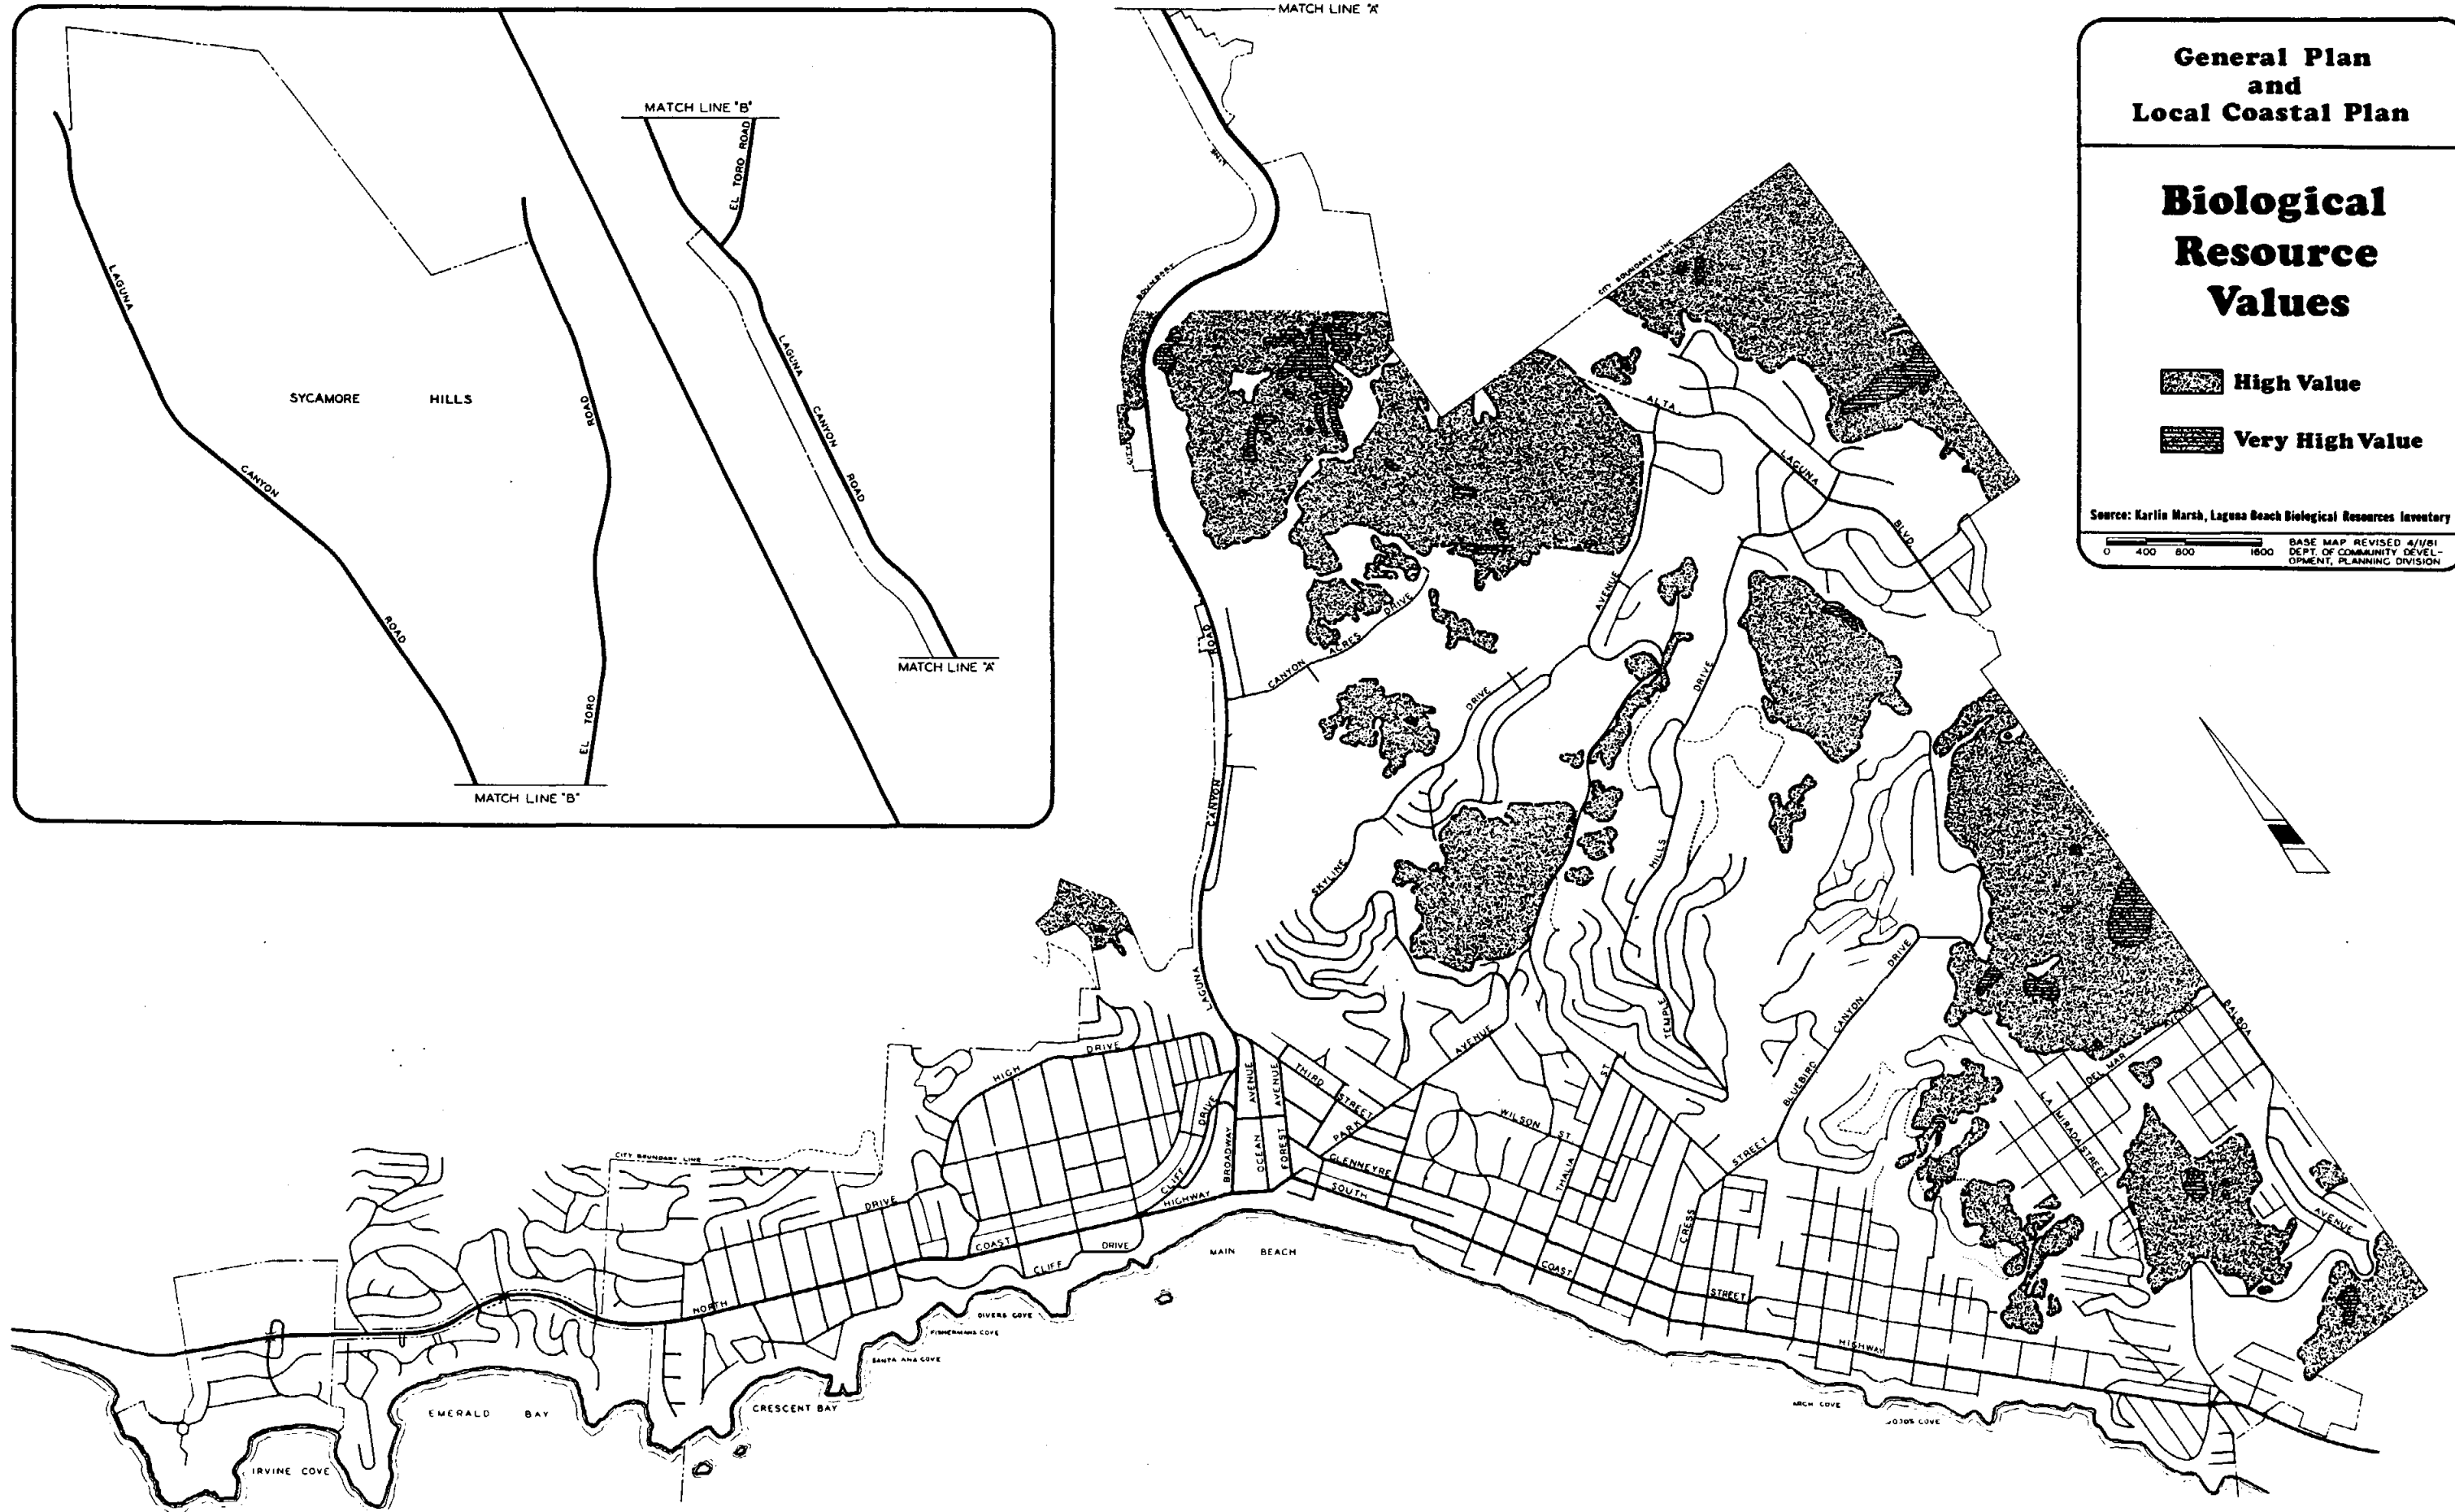 MATCH LINE "A"
General Plan
and
Local Coastal Plan
Biological
Resource
Values
High Value
Very High Value
Source: Karlin Marsh, Laguna Beach Biological Resources Inventory
0 400 800 1600
BASE MAP REVISED 4/1/81
DEPT. OF COMMUNITY DEVEL-
OPMENT, PLANNING DIVISION
MATCH LINE "B"
EL TORO ROAD
LAGUNA
CANYON
ROAD
MATCH LINE "A"
LAGUNA
CANYON
ROAD
SYCAMORE HILLS
ROAD
EL TORO
MATCH LINE "B"
LINE
BOUNDARY
CITY
CITY BOUNDARY LINE
ALTA
LAGUNA
BLVD
AVENUE
ROAD
CANYON
ACRES
DRIVE
DRIVE
DRIVE
CANYON
SKYLINE
HILLS
TEMPLE
LAGUNA
DRIVE
CANYON
BLUEBIRD
AVENUE
DEL MAR
BALBOA
LA MIRADA
STREET
AVENUE
HIGH
DRIVE
AVENUE
AVENUE
THIRD
STREET
AVENUE
PARK
WILSON ST.
ST
THALIA
STREET
CRESS
DRIVE
CLIFF
BROADWAY
OCEAN
FOREST
GLENNEYRE
SOUTH
HIGHWAY
CITY BOUNDARY LINE
DRIVE
COAST
CLIFF
DRIVE
MAIN BEACH
COAST
STREET
HIGHWAY
NORTH
DIVERS COVE
FISHERMANS COVE
SANTA ANA COVE
CRESCENT BAY
EMERALD BAY
IRVINE COVE
ARCH COVE